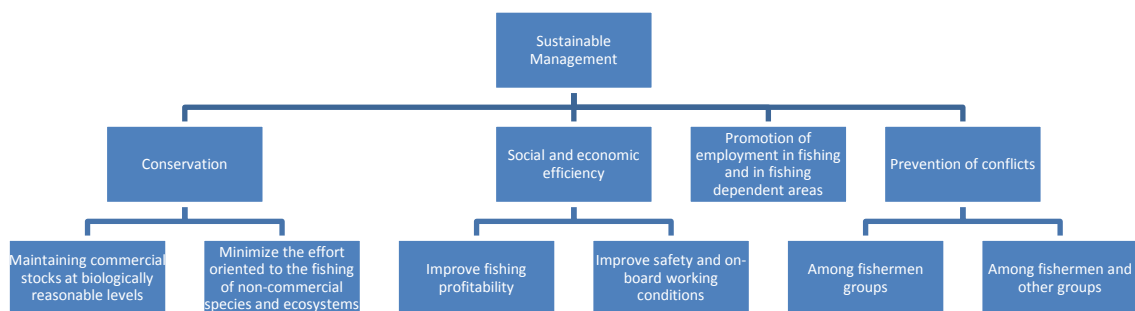 Sustainable
Management
Conservation
Social and economic
efficiency
Promotion of
employment in fishing
and in fishing
dependent areas
Prevention of conflicts
Maintaining commercial
stocks at biologically
reasonable levels
Minimize the effort
oriented to the fishing
of non-commercial
species and ecosystems
Improve fishing
profitability
Improve safety and on-
board working
conditions
Among fishermen
groups
Among fishermen and
other groups